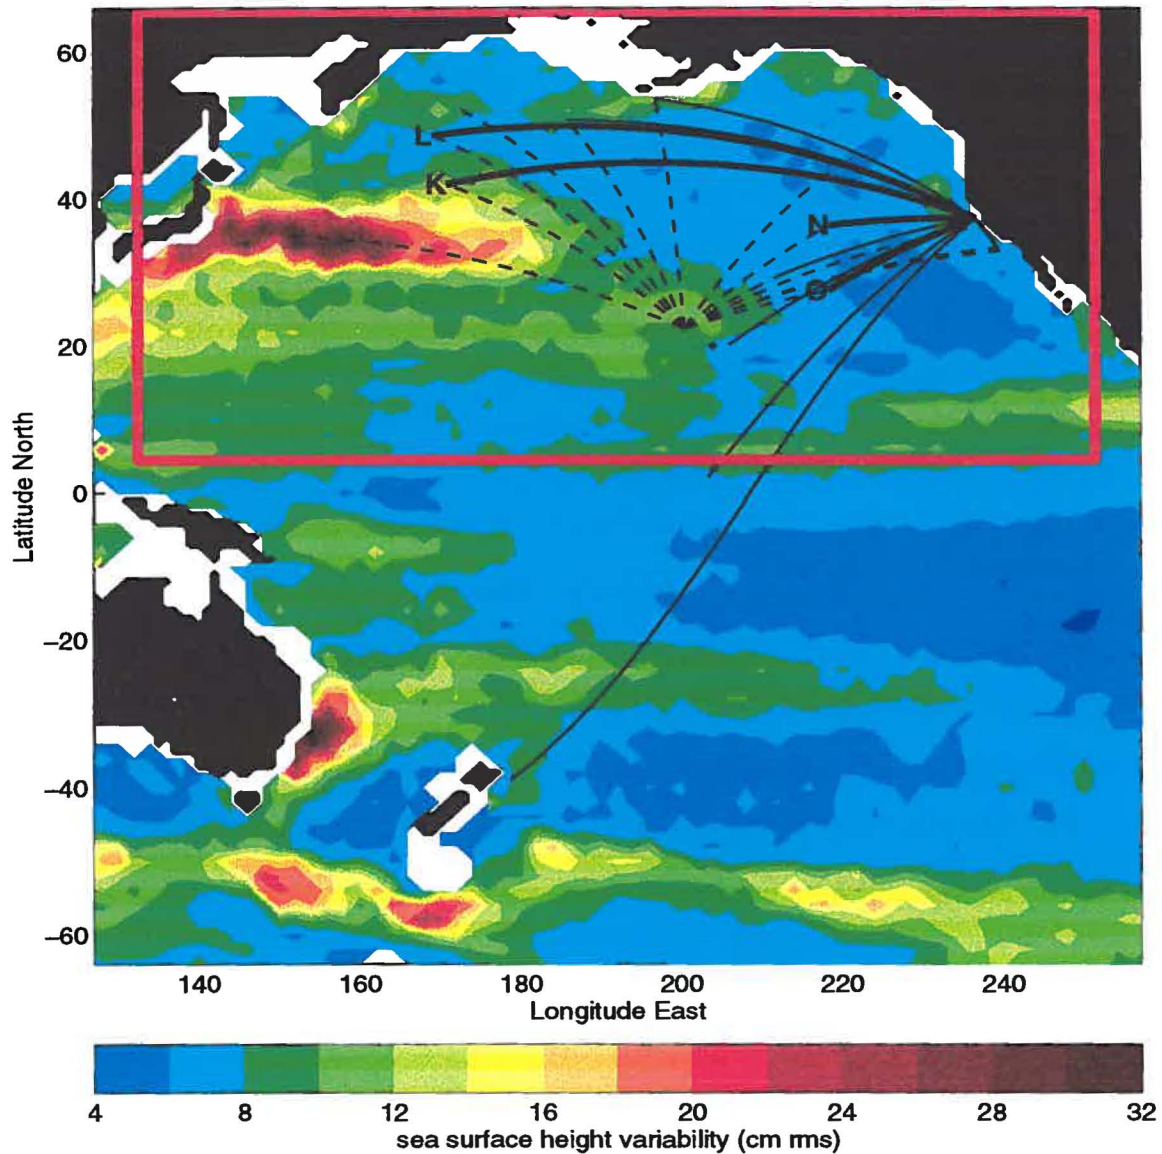 60
40
20
0
−20
−40
−60
Latitude North
L
K
N
O
140 160 180 200 220 240
Longitude East
4 8 12 16 20 24 28 32
sea surface height variability (cm rms)